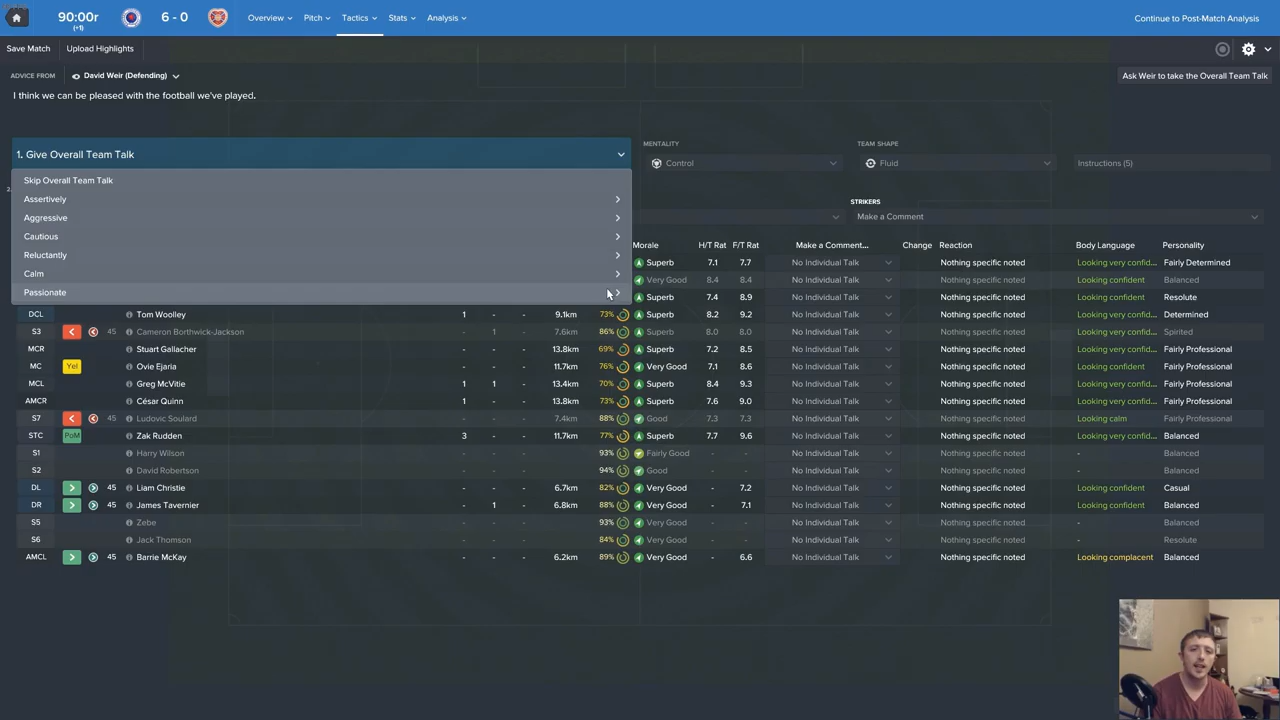 90:00r 6 - 0 Overview Pitch Tactics Stats Analysis Continue to Post-Match Analysis
(+1)
Save Match Upload Highlights
ADVICE FROM David Weir (Defending) Ask Weir to take the Overall Team Talk
I think we can be pleased with the football we've played.
1. Give Overall Team Talk
MENTALITY TEAM SHAPE
Control Fluid Instructions (5)
Skip Overall Team Talk
Assertively
Aggressive
Cautious
Reluctantly
Calm
Passionate
STRIKERS
Make a Comment
Morale H/T Rat F/T Rat Make a Comment... Change Reaction Body Language Personality
Superb 7.1 7.7 No Individual Talk Nothing specific noted Looking very confid... Fairly Determined
Very Good 8.4 8.4 No Individual Talk Nothing specific noted Looking confident Balanced
Superb 7.4 8.9 No Individual Talk Nothing specific noted Looking very confid... Resolute
DCL Tom Woolley 1 - - 9.1km 73% Superb 8.2 9.2 No Individual Talk Nothing specific noted Looking very confid... Determined
S3 45 Cameron Borthwick-Jackson - 1 - 7.6km 86% Superb 8.0 8.0 No Individual Talk Nothing specific noted Looking confident Spirited
MCR Stuart Gallacher - - - 13.8km 69% Superb 7.2 8.5 No Individual Talk Nothing specific noted Looking very confid... Fairly Professional
MC Yel Ovie Ejaria - - - 11.7km 76% Very Good 7.1 8.6 No Individual Talk Nothing specific noted Looking confident Fairly Professional
MCL Greg McVitie 1 1 - 13.4km 70% Superb 8.4 9.3 No Individual Talk Nothing specific noted Looking very confid... Fairly Professional
AMCR César Quinn 1 - - 13.8km 73% Superb 7.6 9.0 No Individual Talk Nothing specific noted Looking very confid... Fairly Professional
S7 45 Ludovic Soulard - - - 7.4km 88% Good 7.3 7.3 No Individual Talk Nothing specific noted Looking calm Fairly Professional
STC PoM Zak Rudden 3 - - 11.7km 77% Superb 7.7 9.6 No Individual Talk Nothing specific noted Looking very confid... Balanced
S1 Harry Wilson - - - 93% Fairly Good - - No Individual Talk Nothing specific noted - Balanced
S2 David Robertson - - - 94% Good - - No Individual Talk Nothing specific noted - Balanced
DL 45 Liam Christie - - - 6.7km 82% Very Good - 7.2 No Individual Talk Nothing specific noted Looking confident Casual
DR 45 James Tavernier - 1 - 6.8km 88% Very Good - 7.1 No Individual Talk Nothing specific noted Looking confident Balanced
S5 Zebe - - - 93% Very Good - - No Individual Talk Nothing specific noted - Balanced
S6 Jack Thomson - - - 84% Very Good - - No Individual Talk Nothing specific noted - Resolute
AMCL 45 Barrie McKay - - - 6.2km 89% Very Good - 6.6 No Individual Talk Nothing specific noted Looking complacent Balanced